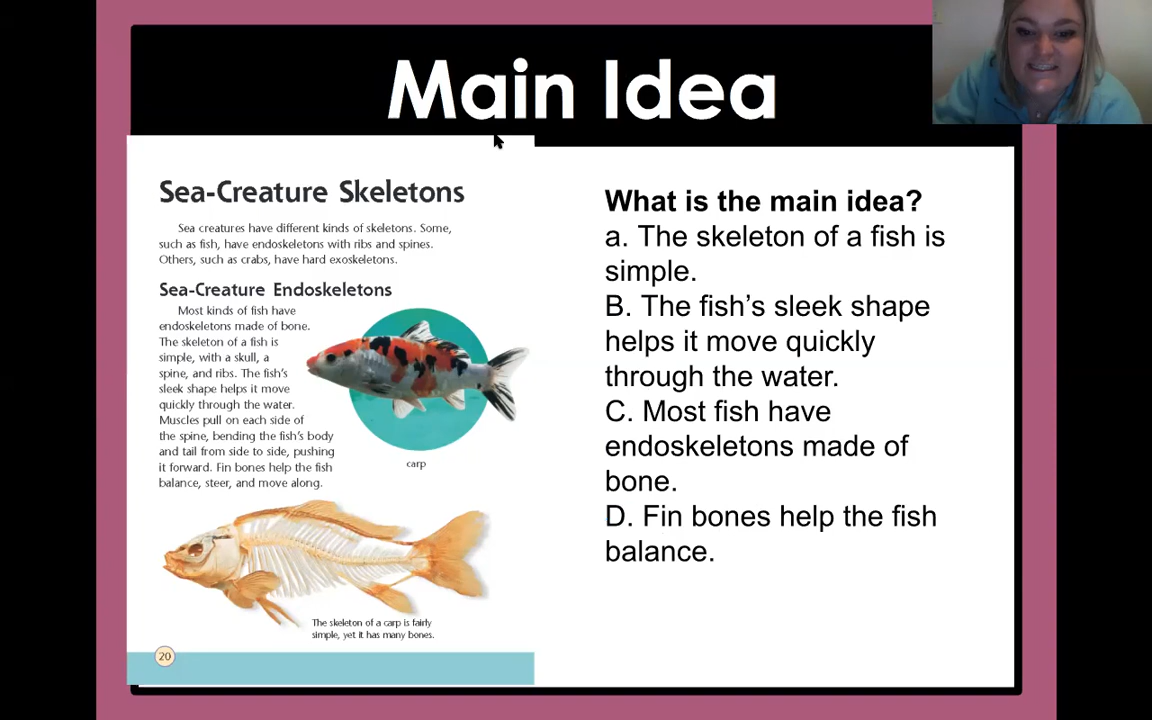 Main Idea
Sea-Creature Skeletons
Sea creatures have different kinds of skeletons. Some,
such as fish, have endoskeletons with ribs and spines.
Others, such as crabs, have hard exoskeletons.
Sea-Creature Endoskeletons
Most kinds of fish have
endoskeletons made of bone.
The skeleton of a fish is
simple, with a skull, a
spine, and ribs. The fish's
sleek shape helps it move
quickly through the water.
Muscles pull on each side of
the spine, bending the fish's body
and tail from side to side, pushing
it forward. Fin bones help the fish
balance, steer, and move along.
carp
The skeleton of a carp is fairly
simple, yet it has many bones.
20
What is the main idea?
a. The skeleton of a fish is
simple.
B. The fish's sleek shape
helps it move quickly
through the water.
C. Most fish have
endoskeletons made of
bone.
D. Fin bones help the fish
balance.